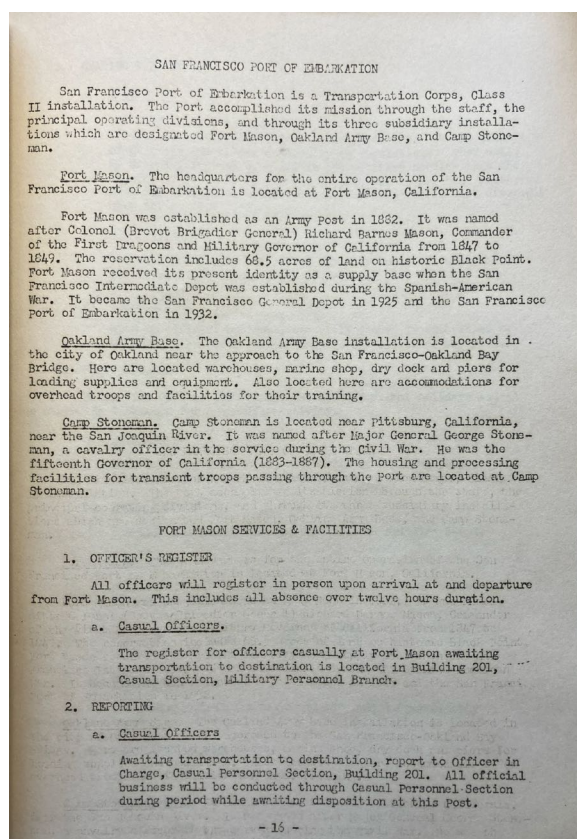 SAN FRANCISCO PORT OF EMBARKATION
San Francisco Port of Embarkation is a Transportation Corps, Class
II installation. The Port accomplished its mission through the staff, the
principal operating divisions, and through its three subsidiary installa-
tions which are designated Fort Mason, Oakland Army Base, and Camp Stone-
man.
Fort Mason. The headquarters for the entire operation of the San
Francisco Port of Embarkation is located at Fort Mason, California.
Fort Mason was established as an Army Post in 1882. It was named
after Colonel (Brevet Brigadier General) Richard Barnes Mason, Commander
of the First Dragoons and Military Governor of California from 1847 to
1849. The reservation includes 68.5 acres of land on historic Black Point.
Fort Mason received its present identity as a supply base when the San
Francisco Intermediate Depot was established during the Spanish-American
War. It became the San Francisco General Depot in 1925 and the San Francisco
Port of Embarkation in 1932.
Oakland Army Base. The Oakland Army Base installation is located in
the city of Oakland near the approach to the San Francisco-Oakland Bay
Bridge. Here are located warehouses, marine shop, dry dock and piers for
loading supplies and equipment. Also located here are accommodations for
overhead troops and facilities for their training.
Camp Stoneman. Camp Stoneman is located near Pittsburg, California,
near the San Joaquin River. It was named after Major General George Stone-
man, a cavalry officer in the service during the Civil War. He was the
fifteenth Governor of California (1883-1887). The housing and processing
facilities for transient troops passing through the Port are located at Camp
Stoneman.
FORT MASON SERVICES & FACILITIES
1. OFFICER'S REGISTER
All officers will register in person upon arrival at and departure
from Fort Mason. This includes all absence over twelve hours duration.
a. Casual Officers.
The register for officers casually at Fort Mason awaiting
transportation to destination is located in Building 201,
Casual Section, Military Personnel Branch.
2. REPORTING
a. Casual Officers
Awaiting transportation to destination, report to Officer in
Charge, Casual Personnel Section, Building 201. All official
business will be conducted through Casual Personnel Section
during period while awaiting disposition at this Post.
- 16 -